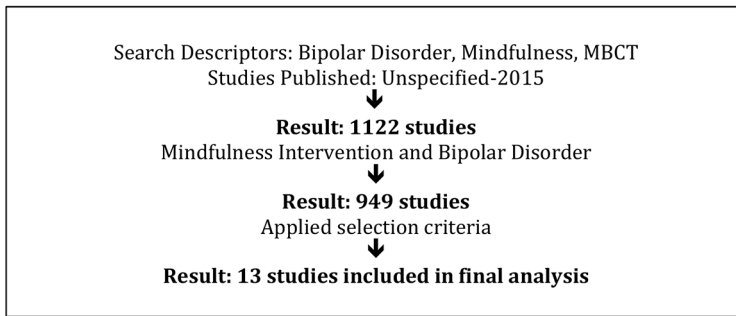 Search Descriptors: Bipolar Disorder, Mindfulness, MBCT
Studies Published: Unspecified-2015
Result: 1122 studies
Mindfulness Intervention and Bipolar Disorder
Result: 949 studies
Applied selection criteria
Result: 13 studies included in final analysis